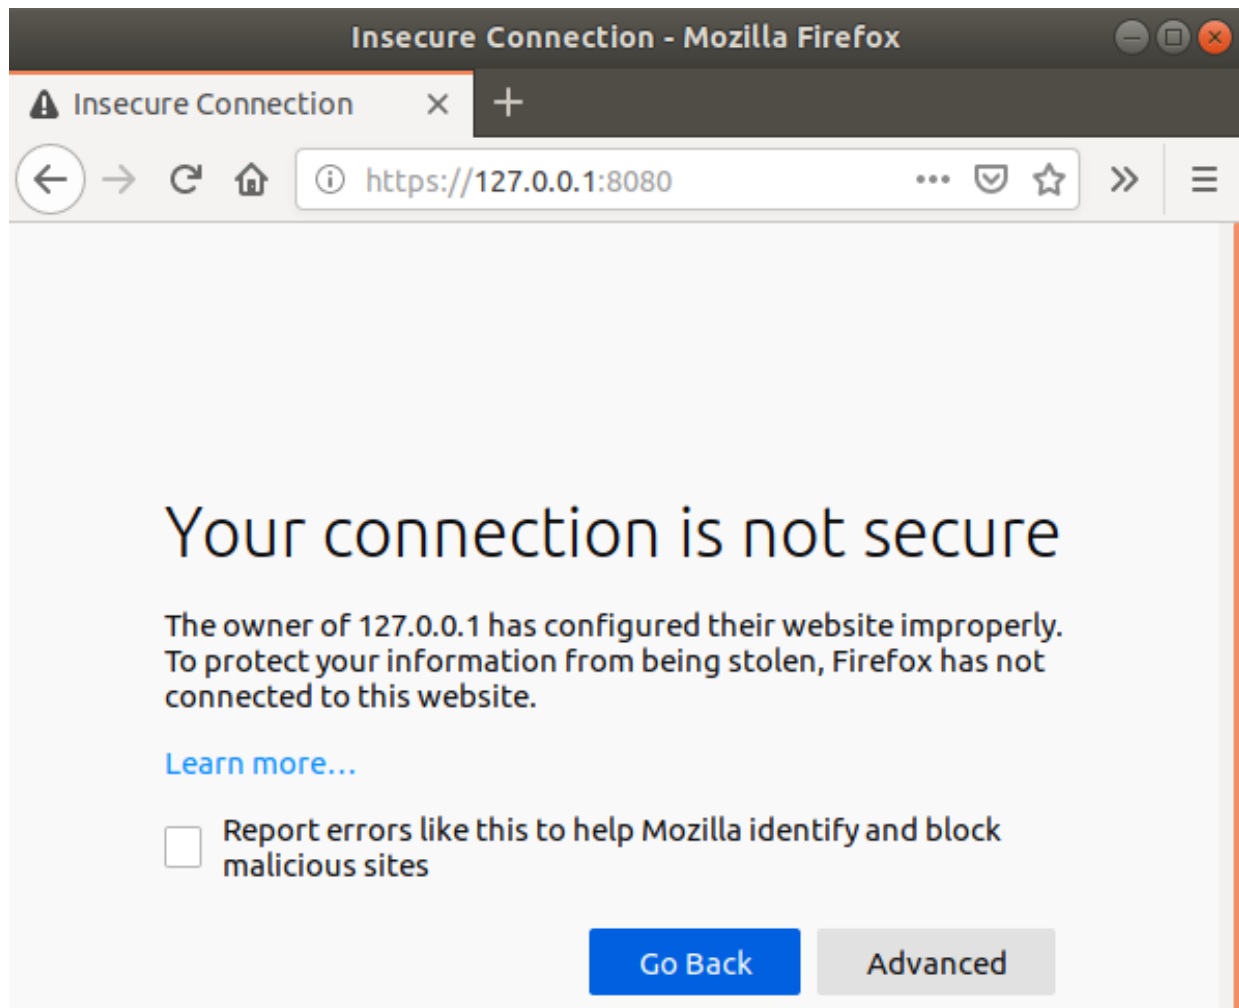 Insecure Connection - Mozilla Firefox
Insecure Connection
https://127.0.0.1:8080
Your connection is not secure
The owner of 127.0.0.1 has configured their website improperly.
To protect your information from being stolen, Firefox has not
connected to this website.
Learn more...
Report errors like this to help Mozilla identify and block
malicious sites
Go Back
Advanced